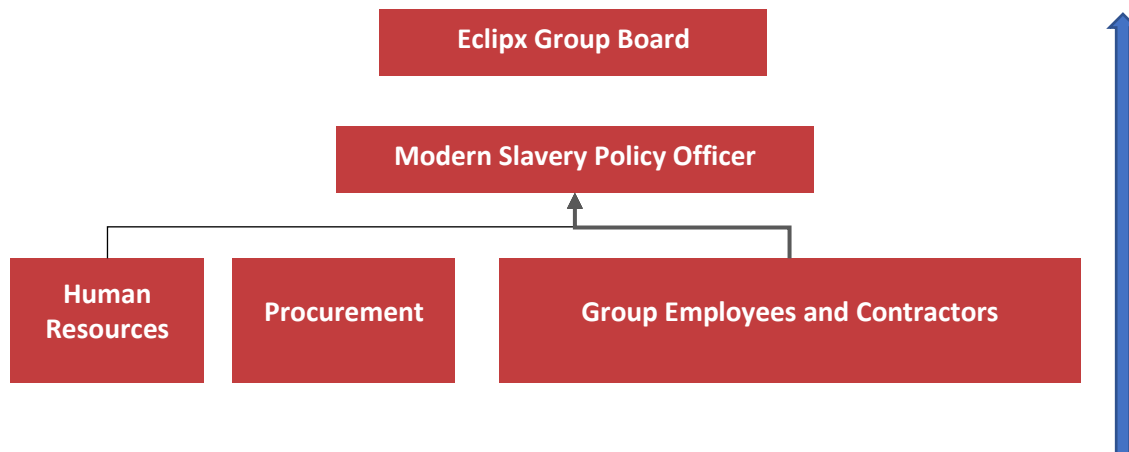 Eclipx Group Board
Modern Slavery Policy Officer
Human
Resources
Procurement
Group Employees and Contractors